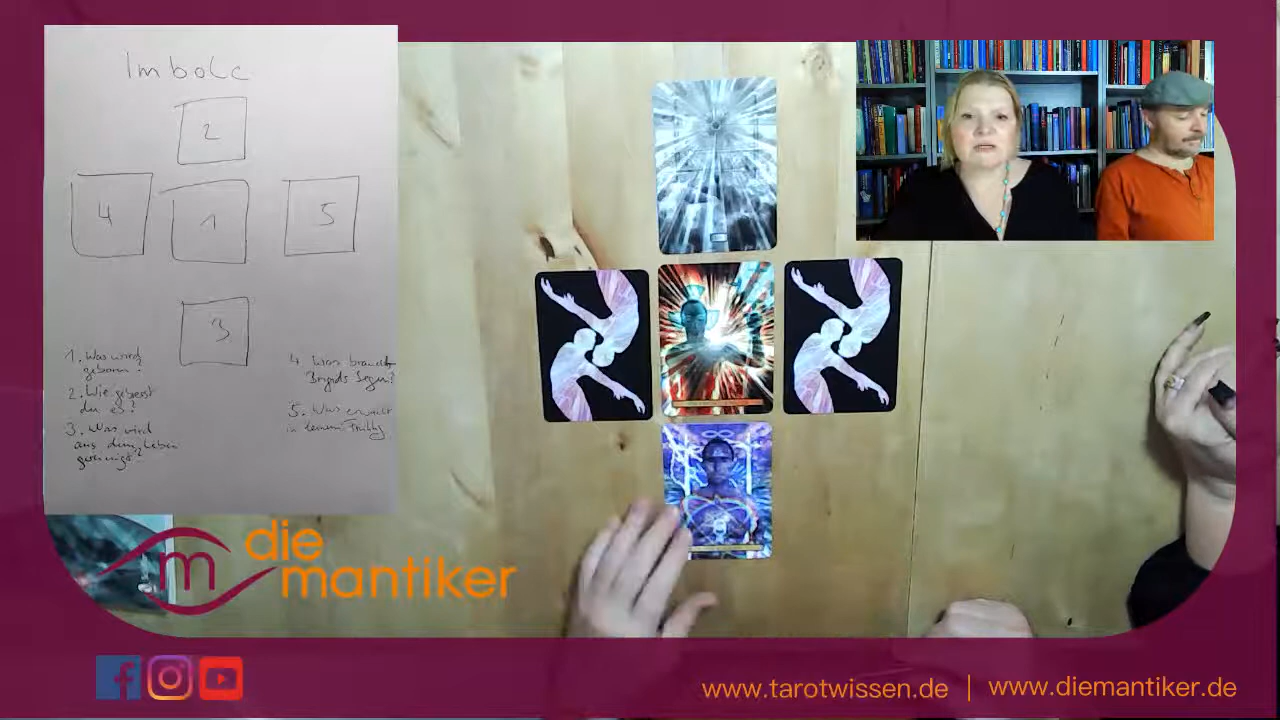 Imbolc
2
4
1
5
3
1. Was wird
geboren?
2. Wie gebierst
du es?
3. Was wird
aus dem Leben
gereinigt?
4. Was braucht
Brigids Segen?
5. Was erwacht
in deinem Frühling
m
die
mantiker
www.tarotwissen.de | www.diemantiker.de